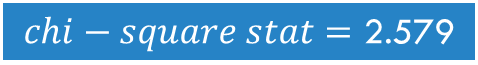 chi − square stat = 2.579